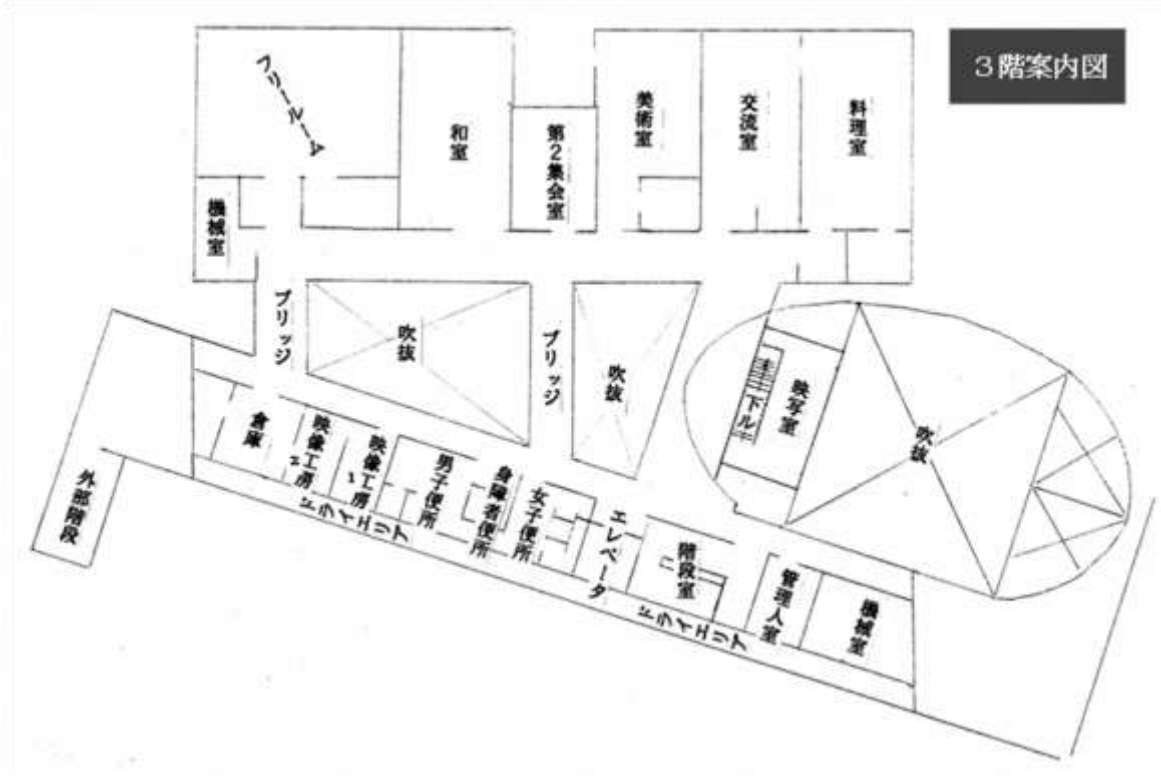 3階案内図
フリールーム
和室
第2集会室
美術室
交流室
料理室
機械室
ブリッジ
吹抜
ブリッジ
吹抜
映写室
下ル
吹抜
倉庫
映像工房
映像工房
男子便所
身障者便所
女子便所
エレベータ
階段室
管理人室
機械室
外部階段
ドライエリア
ドライエリア